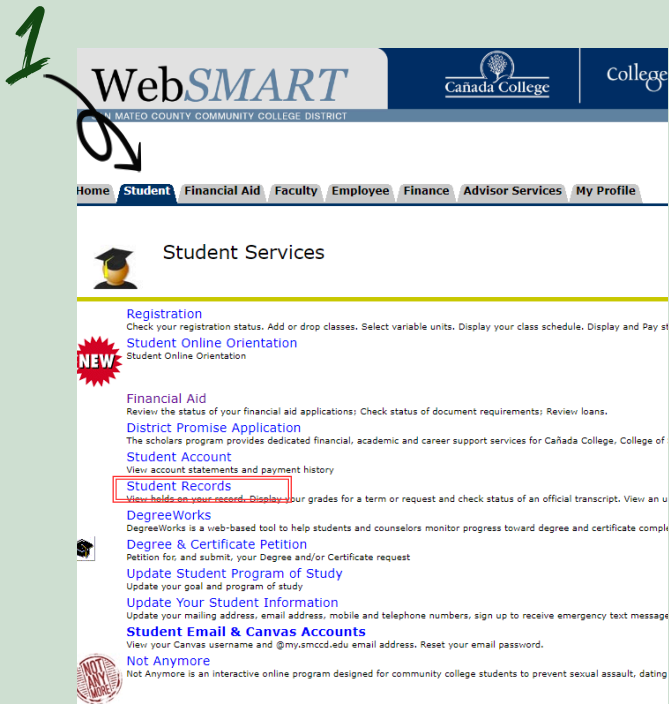 1
WebSMART
Cañada College
College
N MATEO COUNTY COMMUNITY COLLEGE DISTRICT
Home Student Financial Aid Faculty Employee Finance Advisor Services My Profile
Student Services
Registration
Check your registration status. Add or drop classes. Select variable units. Display your class schedule. Display and Pay st
NEW
Student Online Orientation
Student Online Orientation
Financial Aid
Review the status of your financial aid applications; Check status of document requirements; Review loans.
District Promise Application
The scholars program provides dedicated financial, academic and career support services for Cañada College, College of
Student Account
View account statements and payment history
Student Records
View holds on your record. Display your grades for a term or request and check status of an official transcript. View an u
DegreeWorks
DegreeWorks is a web-based tool to help students and counselors monitor progress toward degree and certificate comple
Degree & Certificate Petition
Petition for, and submit, your Degree and/or Certificate request
Update Student Program of Study
Update your goal and program of study
Update Your Student Information
Update your mailing address, email address, mobile and telephone numbers, sign up to receive emergency text message
Student Email & Canvas Accounts
View your Canvas username and @my.smccd.edu email address. Reset your email password.
NOT ANY MORE!
Not Anymore
Not Anymore is an interactive online program designed for community college students to prevent sexual assault, dating